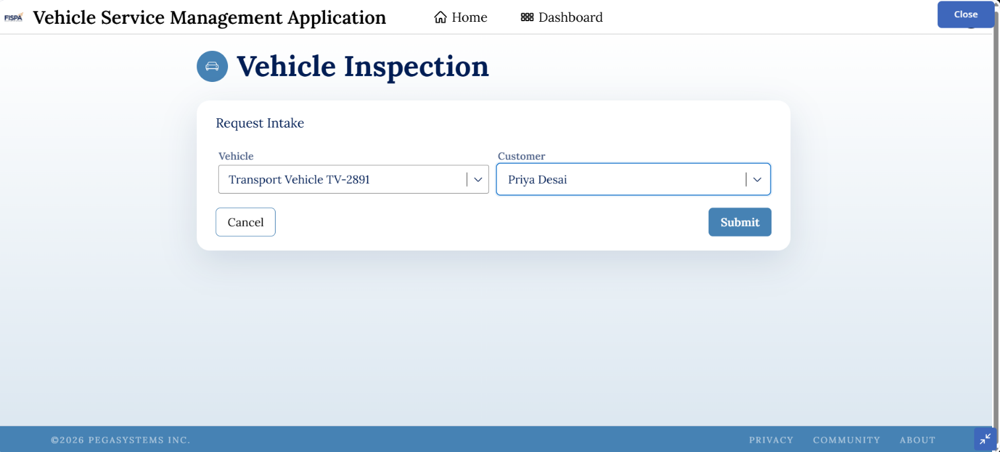 FISPA Vehicle Service Management Application Home Dashboard Close
Vehicle Inspection
Request Intake
Vehicle Customer
Transport Vehicle TV-2891 Priya Desai
Cancel Submit
©2026 PEGASYSTEMS INC. PRIVACY COMMUNITY ABOUT